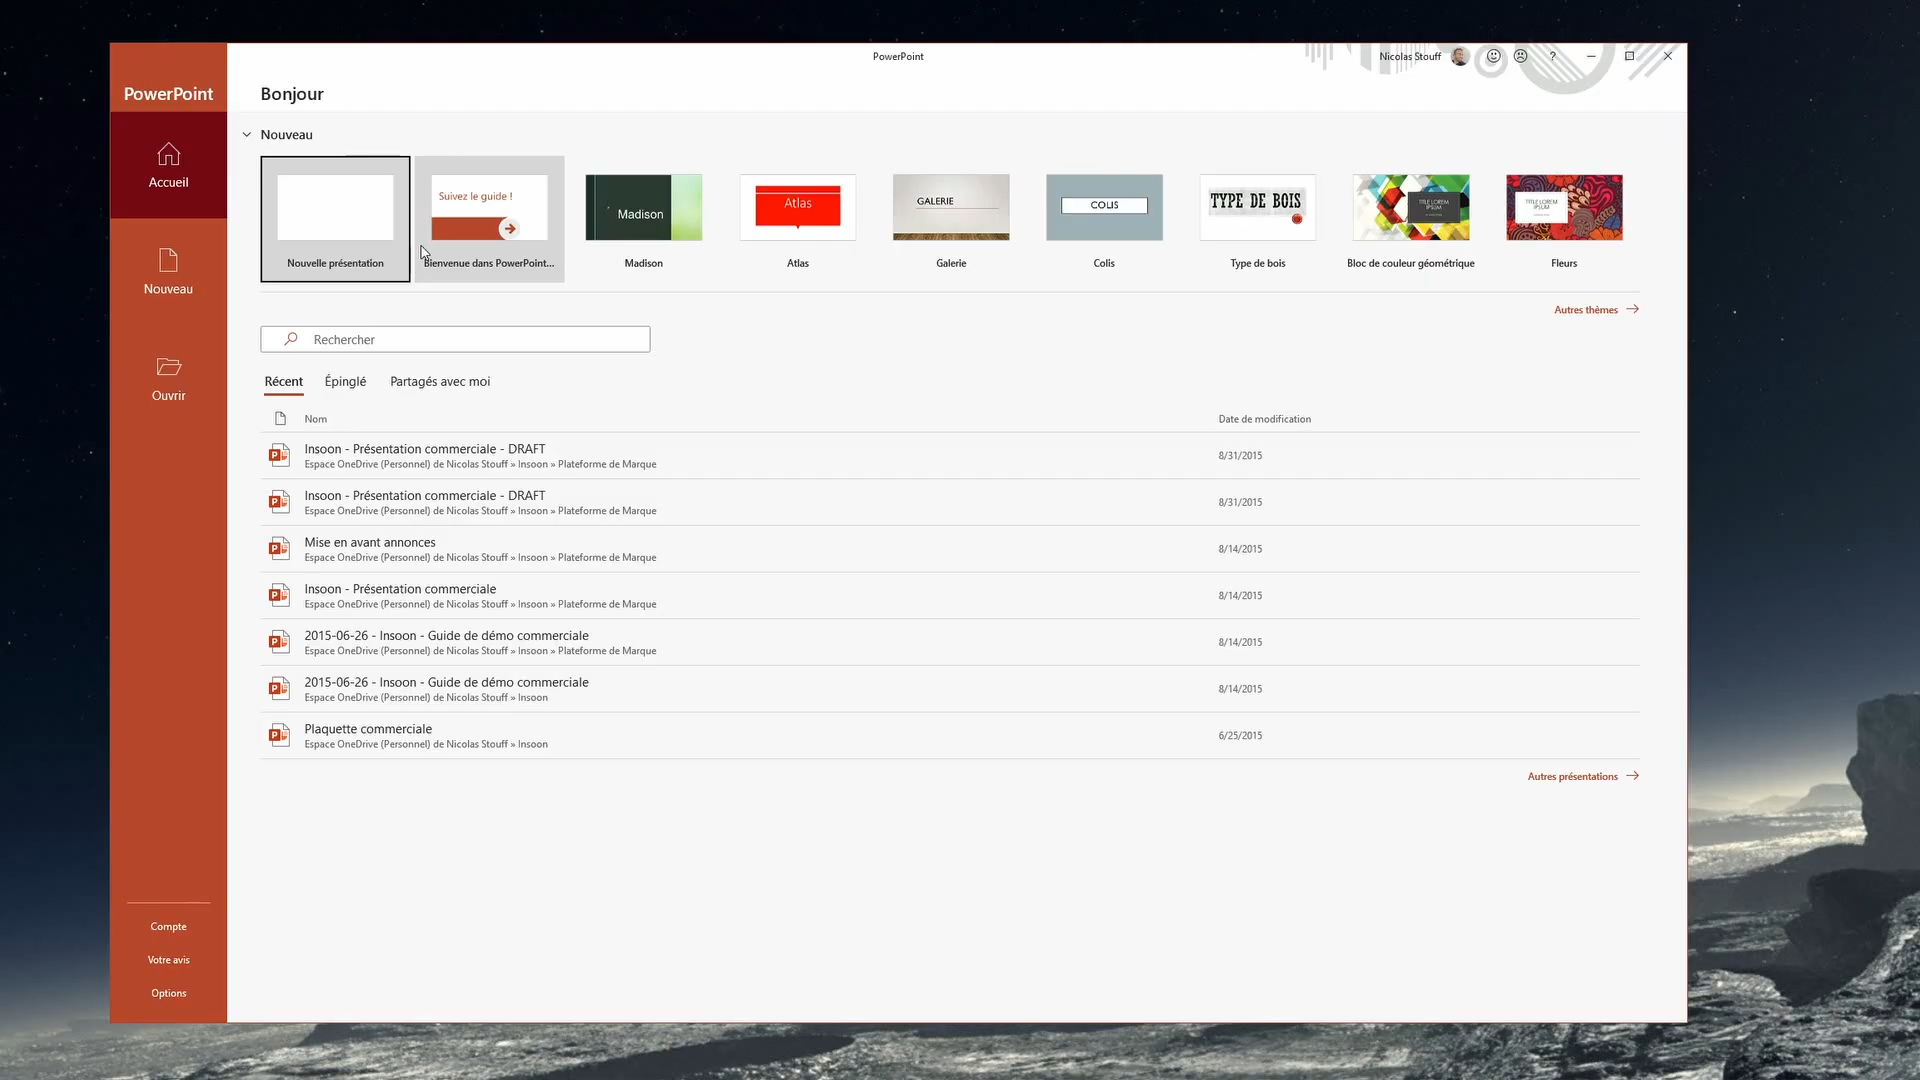 PowerPoint
Nicolas Stouff
?
PowerPoint
Bonjour
Accueil
Nouveau
Ouvrir
Compte
Votre avis
Options
Nouveau
Suivez le guide !
Madison
Atlas
GALERIE
COLIS
TYPE DE BOIS
TITLE LOREM
IPSUM
TITLE LOREM
IPSUM
Nouvelle présentation
Bienvenue dans PowerPoint...
Madison
Atlas
Galerie
Colis
Type de bois
Bloc de couleur géométrique
Fleurs
Autres thèmes
Rechercher
Récent
Épinglé
Partagés avec moi
Nom
Date de modification
Insoon - Présentation commerciale - DRAFT
Espace OneDrive (Personnel) de Nicolas Stouff » Insoon » Plateforme de Marque
8/31/2015
Insoon - Présentation commerciale - DRAFT
Espace OneDrive (Personnel) de Nicolas Stouff » Insoon » Plateforme de Marque
8/31/2015
Mise en avant annonces
Espace OneDrive (Personnel) de Nicolas Stouff » Insoon » Plateforme de Marque
8/14/2015
Insoon - Présentation commerciale
Espace OneDrive (Personnel) de Nicolas Stouff » Insoon » Plateforme de Marque
8/14/2015
2015-06-26 - Insoon - Guide de démo commerciale
Espace OneDrive (Personnel) de Nicolas Stouff » Insoon » Plateforme de Marque
8/14/2015
2015-06-26 - Insoon - Guide de démo commerciale
Espace OneDrive (Personnel) de Nicolas Stouff » Insoon
8/14/2015
Plaquette commerciale
Espace OneDrive (Personnel) de Nicolas Stouff » Insoon
6/25/2015
Autres présentations